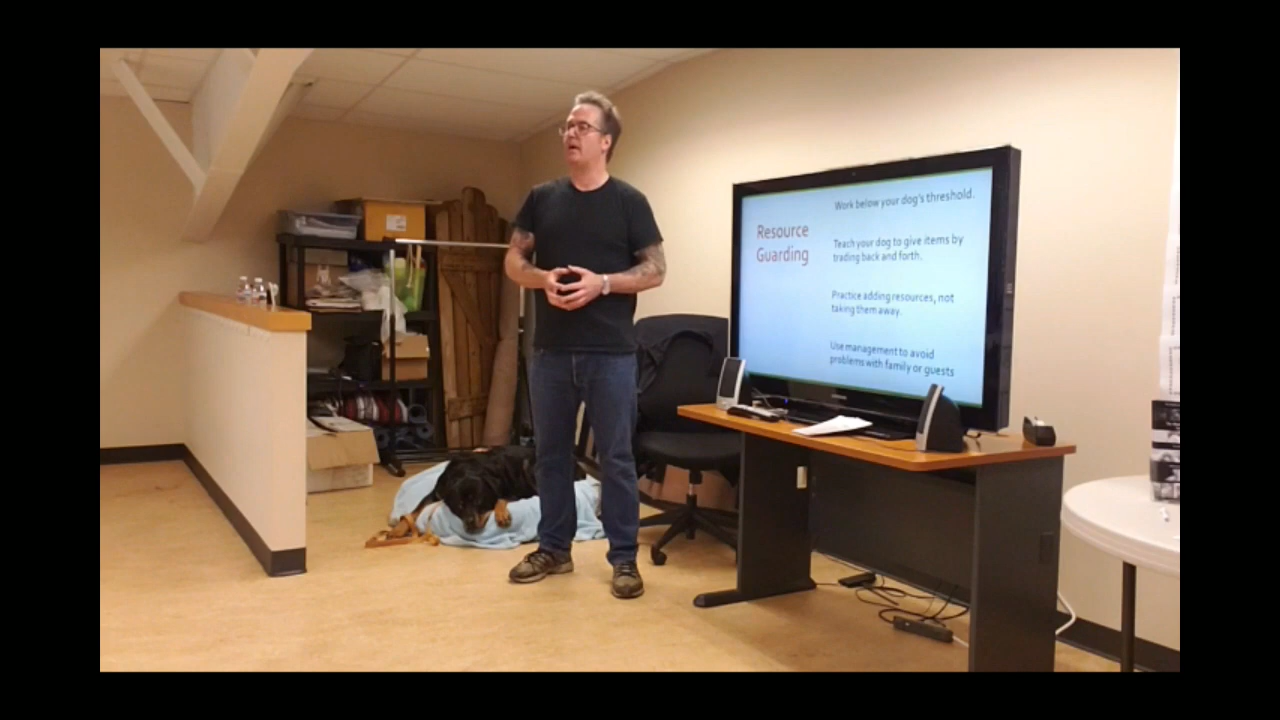 Resource
Guarding
Work below your dog's threshold.
Teach your dog to give items by
trading back and forth.
Practice adding resources, not
taking them away.
Use management to avoid
problems with family or guests